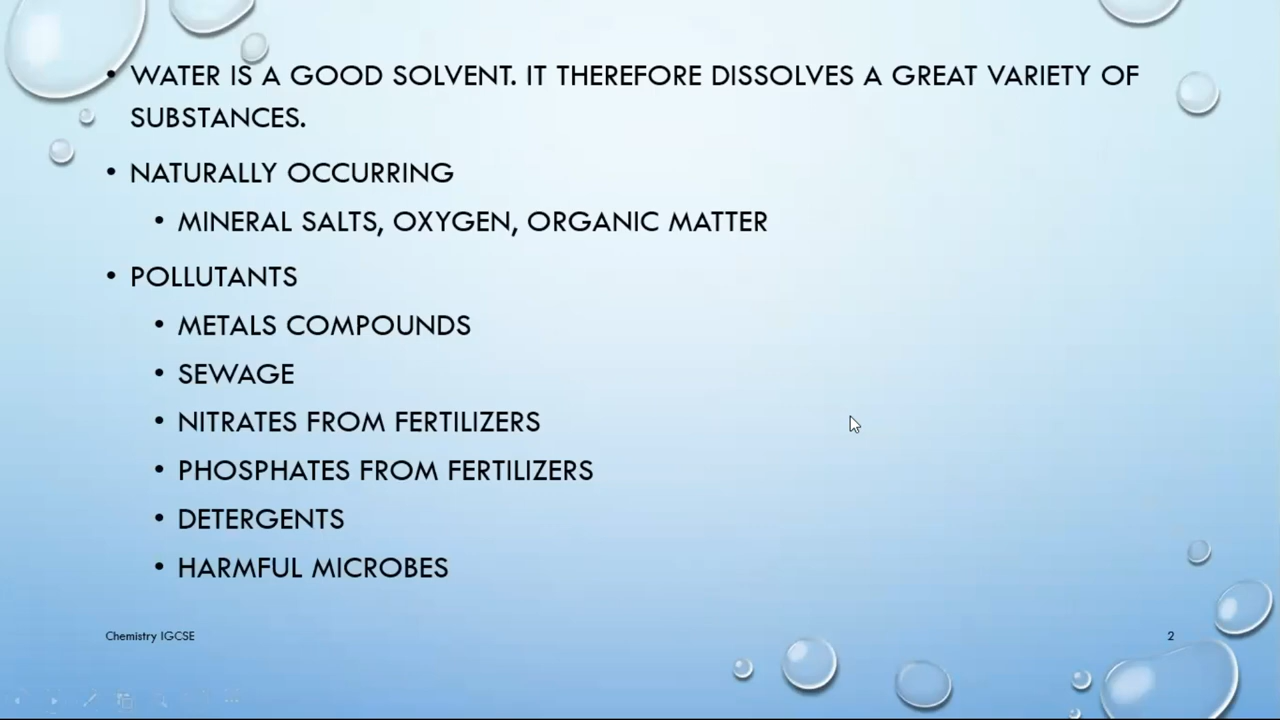 • WATER IS A GOOD SOLVENT. IT THEREFORE DISSOLVES A GREAT VARIETY OF
SUBSTANCES.
• NATURALLY OCCURRING
• MINERAL SALTS, OXYGEN, ORGANIC MATTER
• POLLUTANTS
• METALS COMPOUNDS
• SEWAGE
• NITRATES FROM FERTILIZERS
• PHOSPHATES FROM FERTILIZERS
• DETERGENTS
• HARMFUL MICROBES
Chemistry IGCSE
2